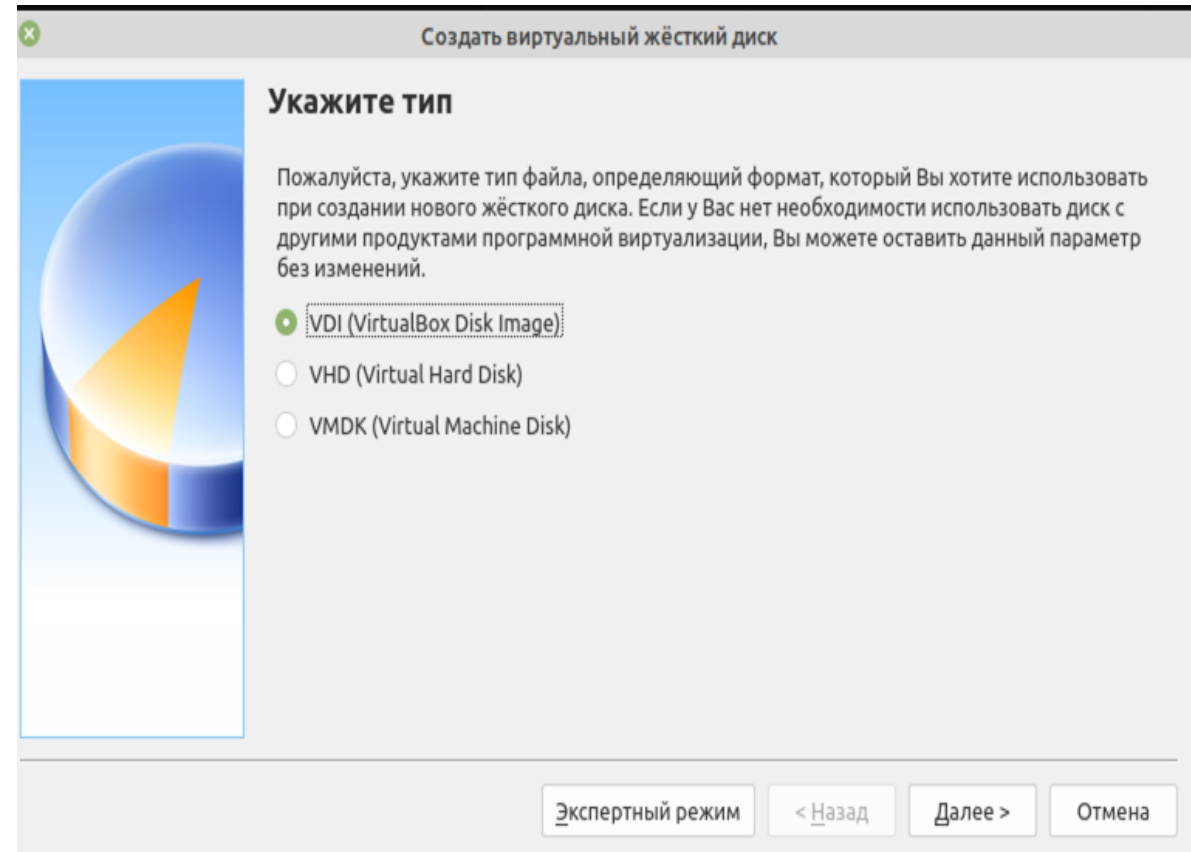 Создать виртуальный жёсткий диск
Укажите тип
Пожалуйста, укажите тип файла, определяющий формат, который Вы хотите использовать
при создании нового жёсткого диска. Если у Вас нет необходимости использовать диск с
другими продуктами программной виртуализации, Вы можете оставить данный параметр
без изменений.
VDI (VirtualBox Disk Image)
VHD (Virtual Hard Disk)
VMDK (Virtual Machine Disk)
Экспертный режим < Назад Далее > Отмена